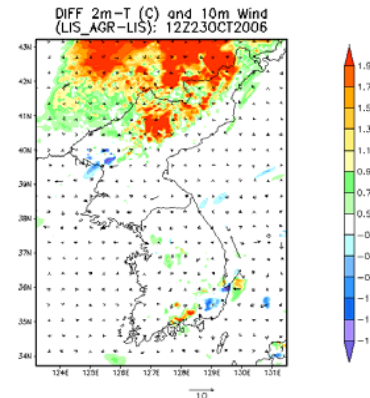 DIFF 2m-T (C) and 10m Wind
(LIS_AGR-LIS): 12Z23OCT2006
43N
42N
41N
40N
39N
38N
37N
36N
35N
34N
124E 125E 126E 127E 128E 129E 130E 131E
10
1.9
1.7
1.5
1.3
1.1
0.9
0.7
0.5